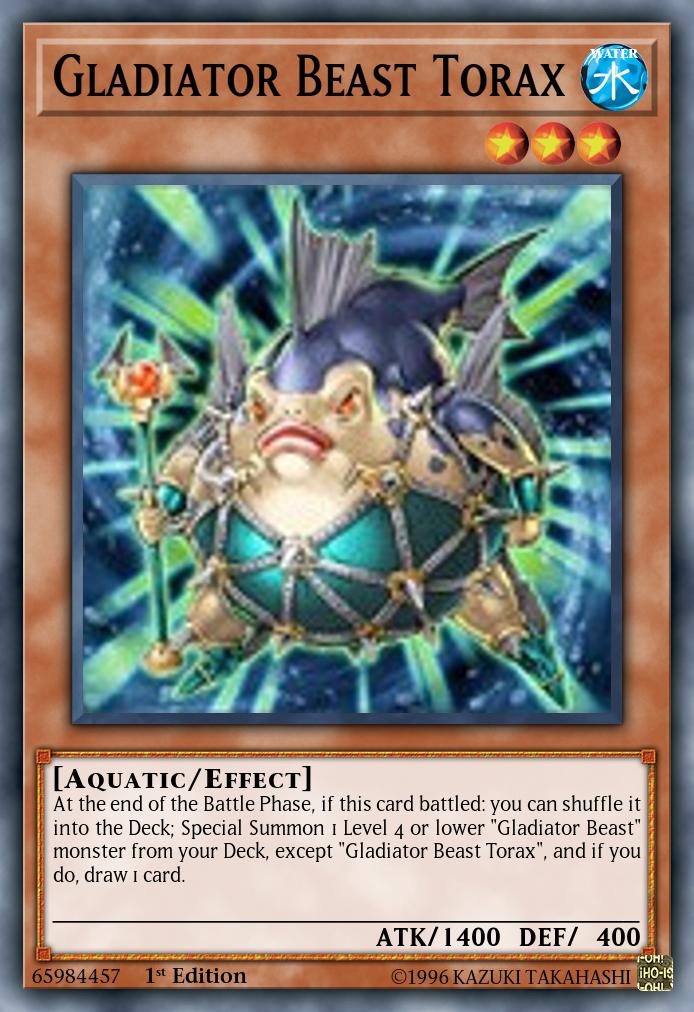 Gladiator Beast Torax
WATER
水
[Aquatic/Effect]
At the end of the Battle Phase, if this card battled: you can shuffle it
into the Deck; Special Summon 1 Level 4 or lower "Gladiator Beast"
monster from your Deck, except "Gladiator Beast Torax", and if you
do, draw 1 card.
ATK/1400 DEF/ 400
65984457 1st Edition ©1996 KAZUKI TAKAHASHI